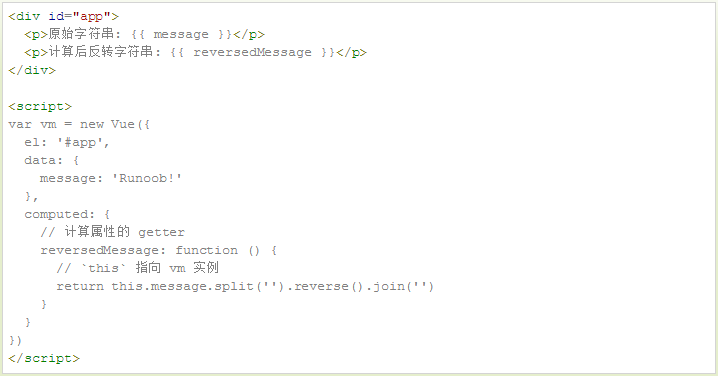 <div id="app">
  <p>原始字符串: {{ message }}</p>
  <p>计算后反转字符串: {{ reversedMessage }}</p>
</div>

<script>
var vm = new Vue({
  el: '#app',
  data: {
    message: 'Runoob!'
  },
  computed: {
    // 计算属性的 getter
    reversedMessage: function () {
      // `this` 指向 vm 实例
      return this.message.split('').reverse().join('')
    }
  }
})
</script>